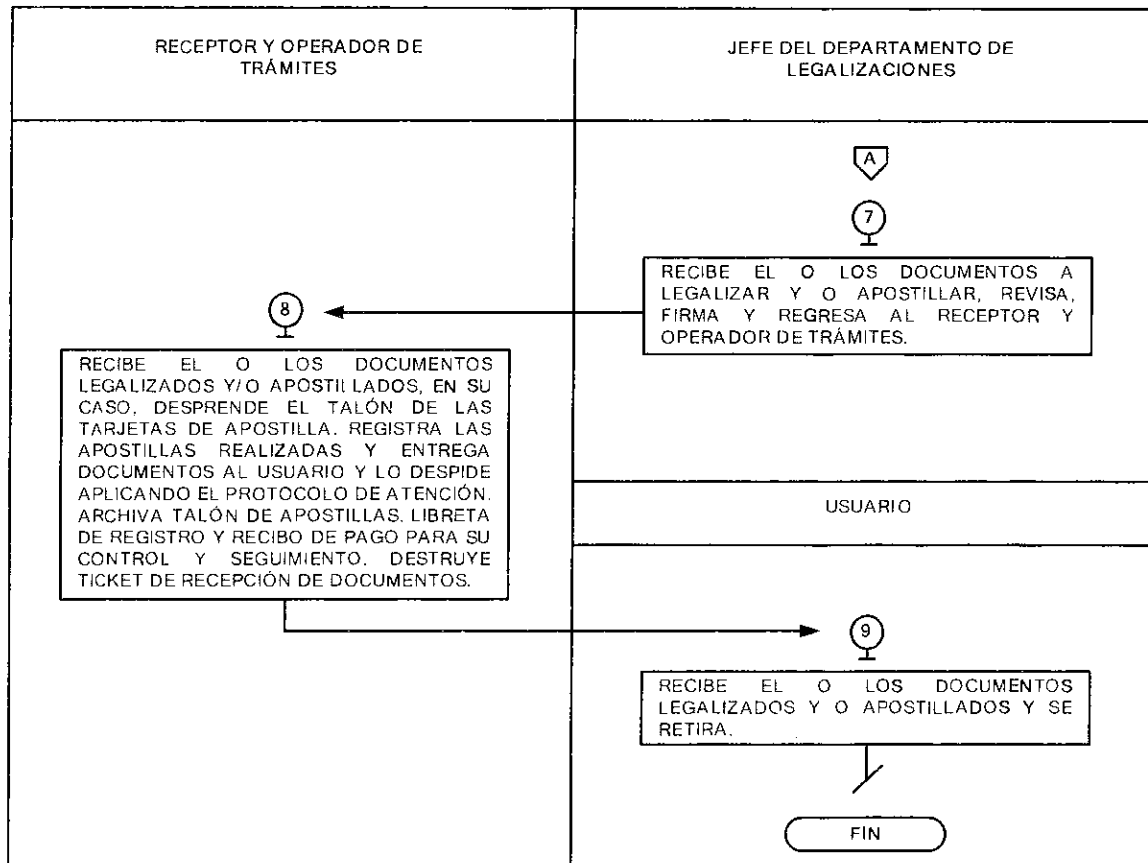 RECEPTOR Y OPERADOR DE
TRÁMITES
JEFE DEL DEPARTAMENTO DE
LEGALIZACIONES
A
7
RECIBE EL O LOS DOCUMENTOS A
LEGALIZAR Y O APOSTILLAR, REVISA,
FIRMA Y REGRESA AL RECEPTOR Y
OPERADOR DE TRÁMITES.
8
RECIBE EL O LOS DOCUMENTOS
LEGALIZADOS Y/O APOSTILLADOS, EN SU
CASO, DESPRENDE EL TALÓN DE LAS
TARJETAS DE APOSTILLA. REGISTRA LAS
APOSTILLAS REALIZADAS Y ENTREGA
DOCUMENTOS AL USUARIO Y LO DESPIDE
APLICANDO EL PROTOCOLO DE ATENCIÓN.
ARCHIVA TALÓN DE APOSTILLAS. LIBRETA
DE REGISTRO Y RECIBO DE PAGO PARA SU
CONTROL Y SEGUIMIENTO. DESTRUYE
TICKET DE RECEPCIÓN DE DOCUMENTOS.
USUARIO
9
RECIBE EL O LOS DOCUMENTOS
LEGALIZADOS Y O APOSTILLADOS Y SE
RETIRA.
FIN